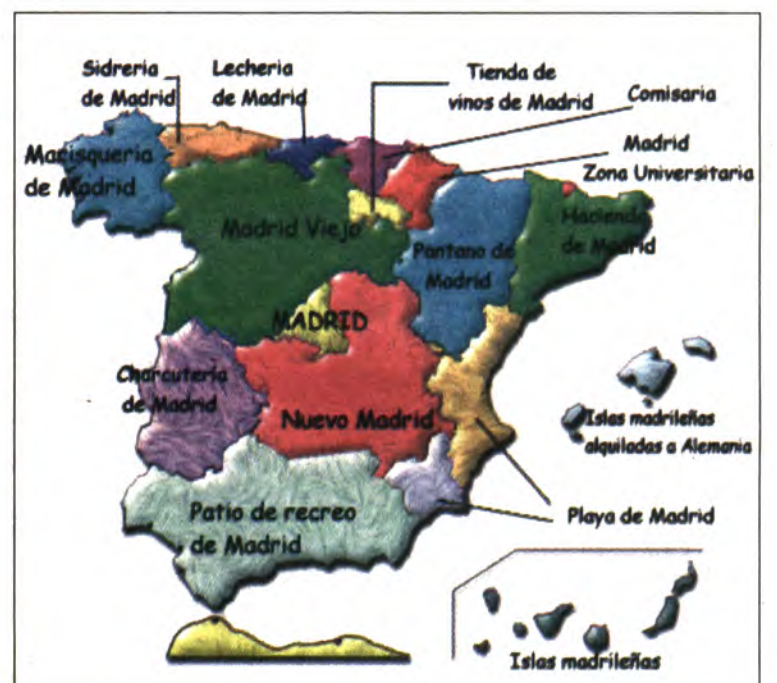 Sidreria
de Madrid
Lecheria
de Madrid
Tienda de
vinos de Madrid
Comisaria
Madrid
Zona Universitaria
Marisqueria
de Madrid
Madrid Viejo
Pantano de
Madrid
Hacienda
de Madrid
MADRID
Charcutería
de Madrid
Nuevo Madrid
Islas madrileñas
alquiladas a Alemania
Patio de recreo
de Madrid
Playa de Madrid
Islas madrileñas